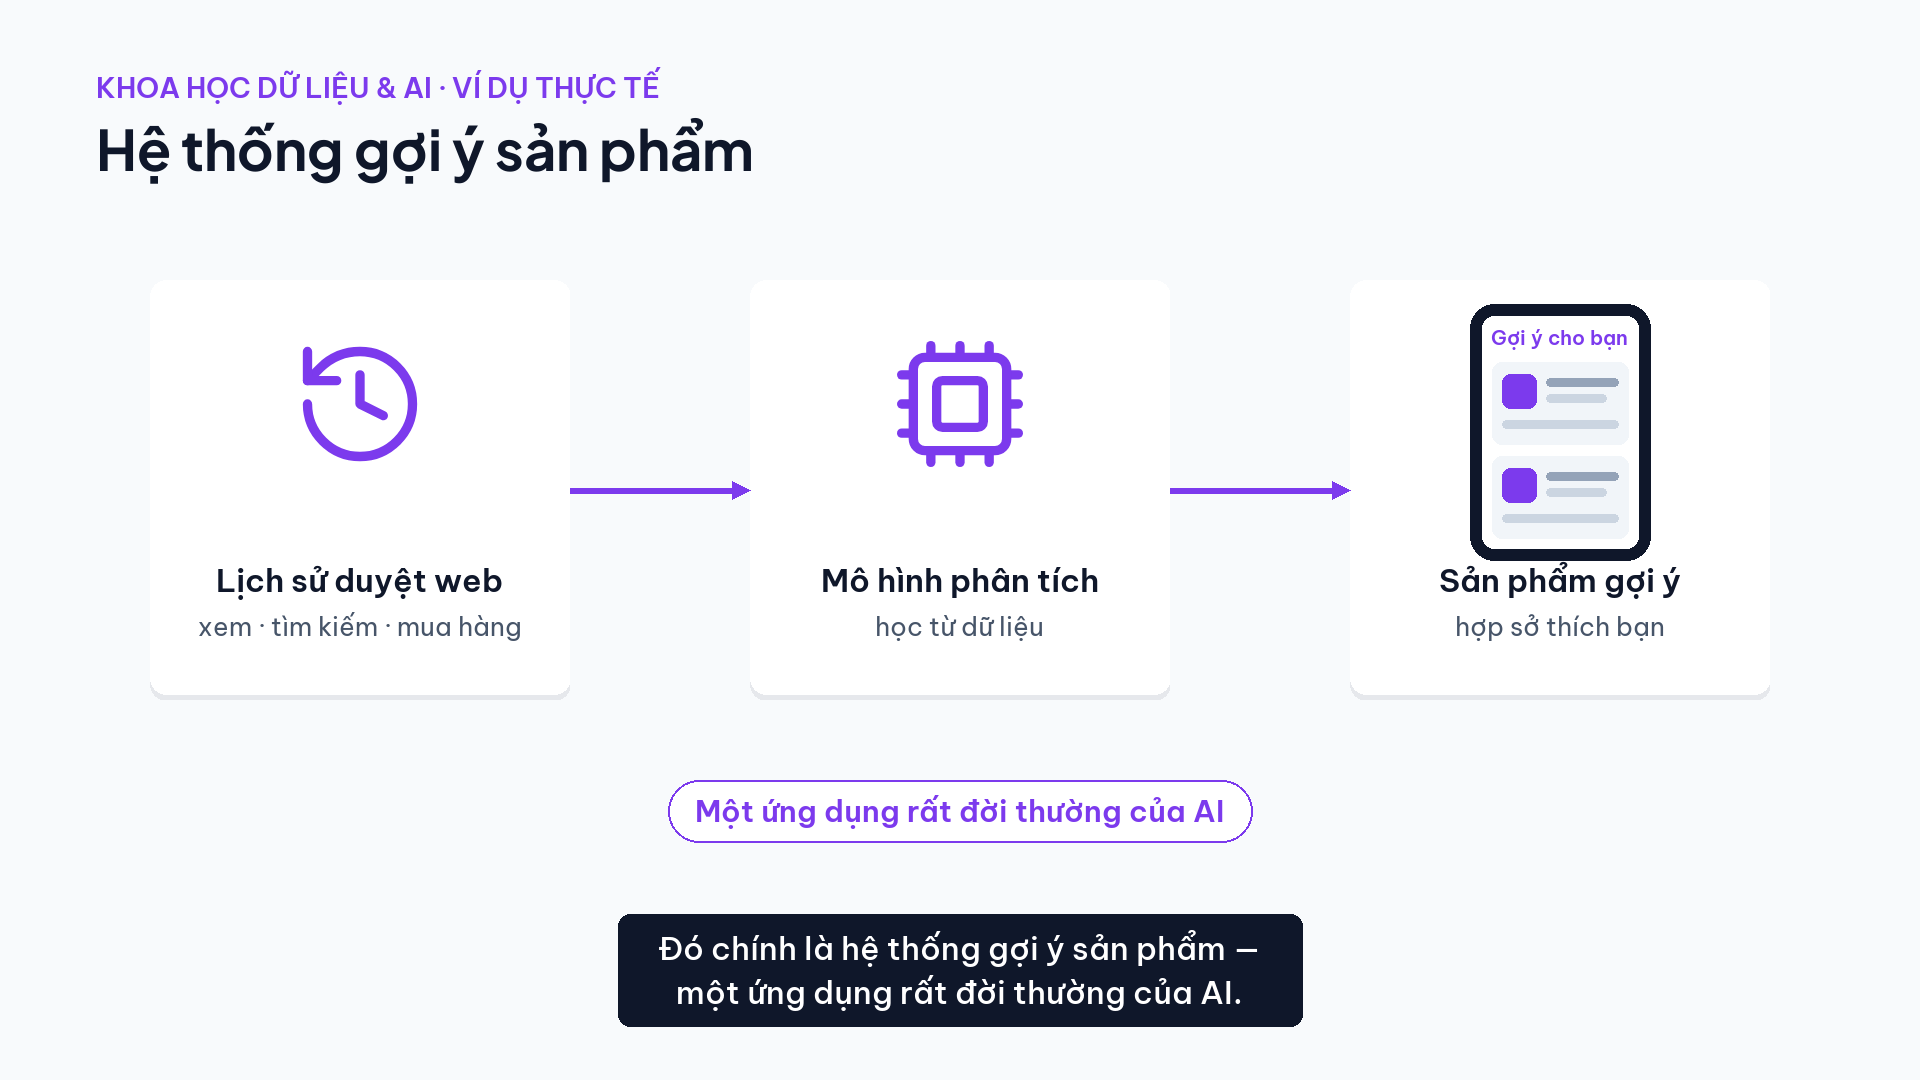 KHOA HỌC DỮ LIỆU & AI · VÍ DỤ THỰC TẾ
Hệ thống gợi ý sản phẩm
Lịch sử duyệt web
xem · tìm kiếm · mua hàng
Mô hình phân tích
học từ dữ liệu
Gợi ý cho bạn
Sản phẩm gợi ý
hợp sở thích bạn
Một ứng dụng rất đời thường của AI
Đó chính là hệ thống gợi ý sản phẩm —
một ứng dụng rất đời thường của AI.